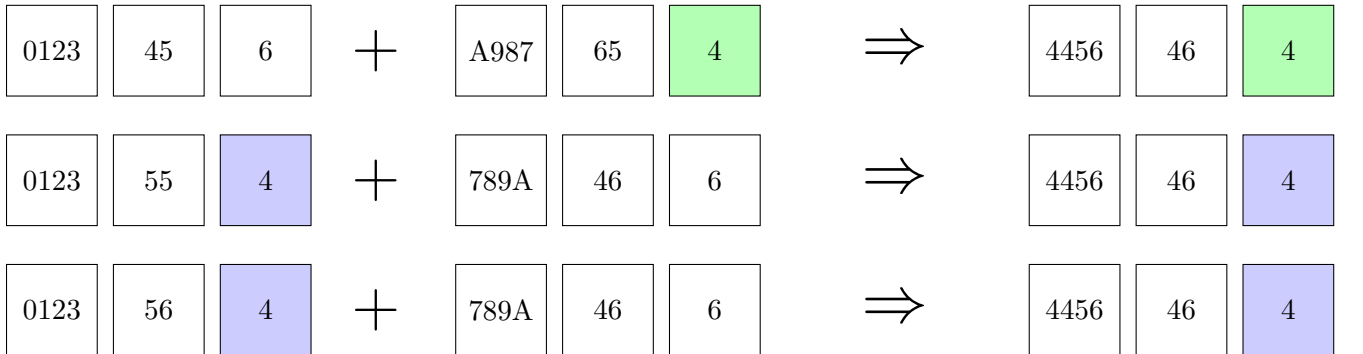 0123 45 6 + A987 65 4 ⇒ 4456 46 4
0123 55 4 + 789A 46 6 ⇒ 4456 46 4
0123 56 4 + 789A 46 6 ⇒ 4456 46 4